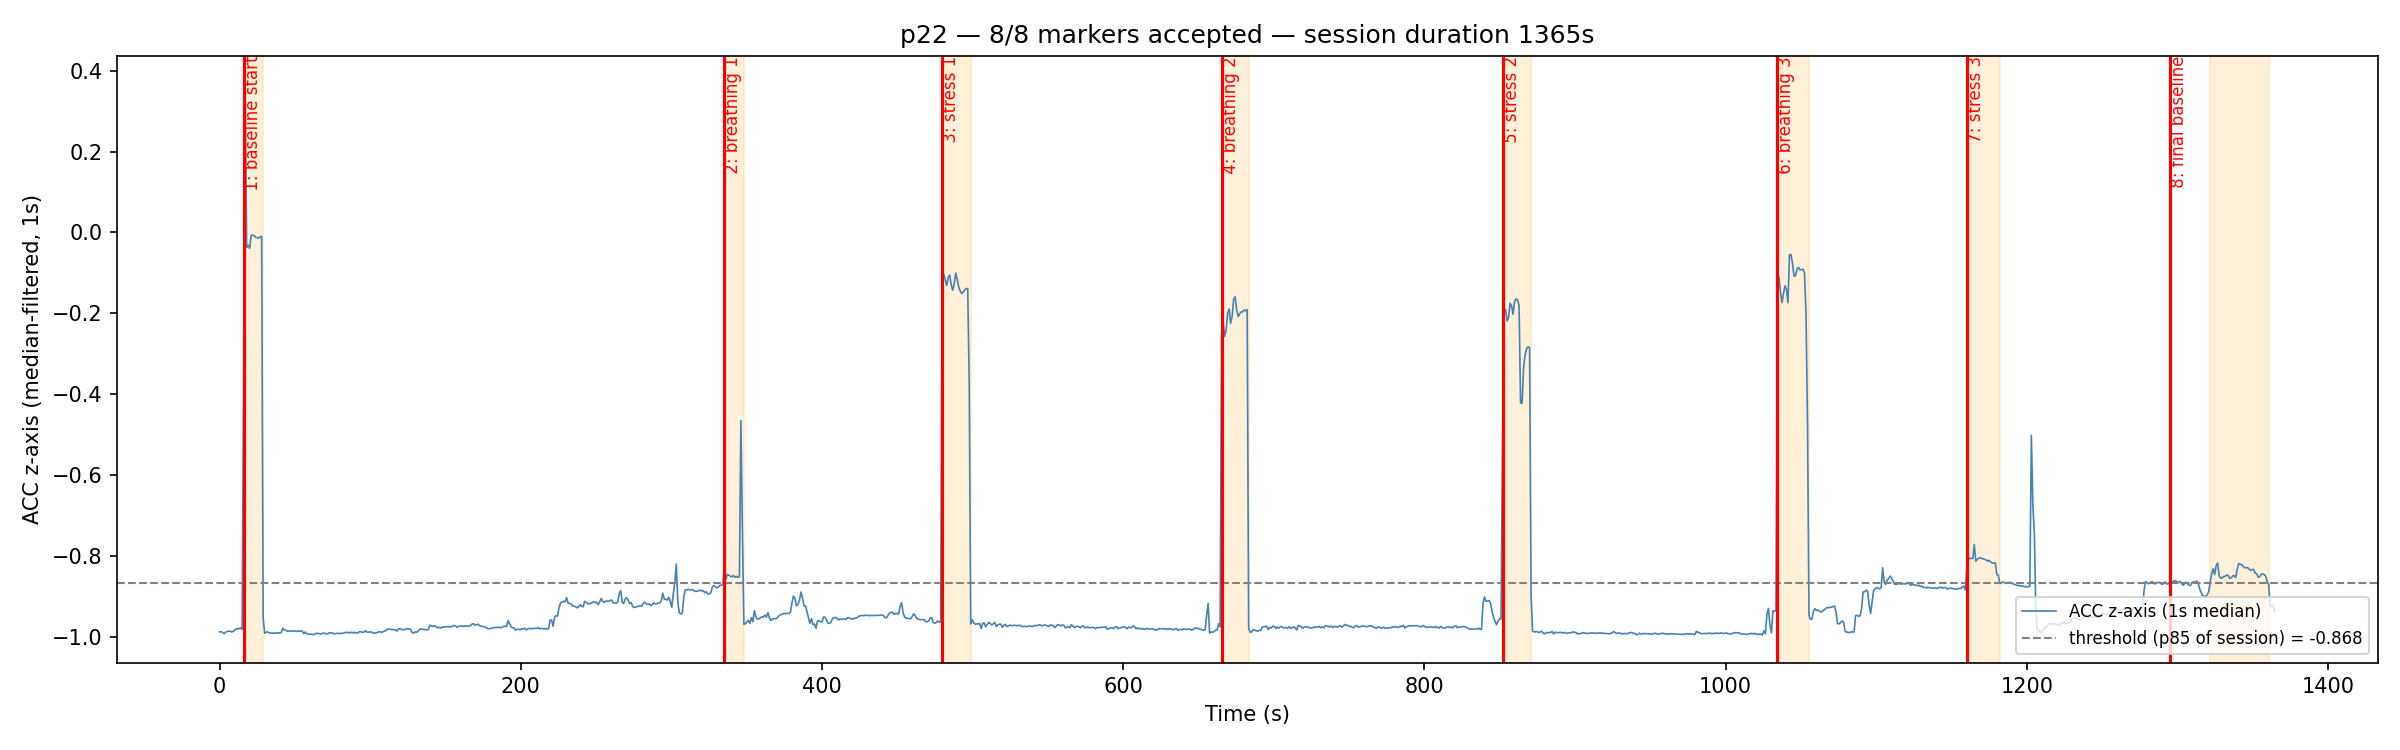 p22 — 8/8 markers accepted — session duration 1365s
ACC z-axis (median-filtered, 1s)
0.4
0.2
0.0
−0.2
−0.4
−0.6
−0.8
−1.0
1: baseline start
2: breathing 1
3: stress 1
4: breathing 2
5: stress 2
6: breathing 3
7: stress 3
8: final baseline
ACC z-axis (1s median)
threshold (p85 of session) = -0.868
0
200
400
600
800
1000
1200
1400
Time (s)